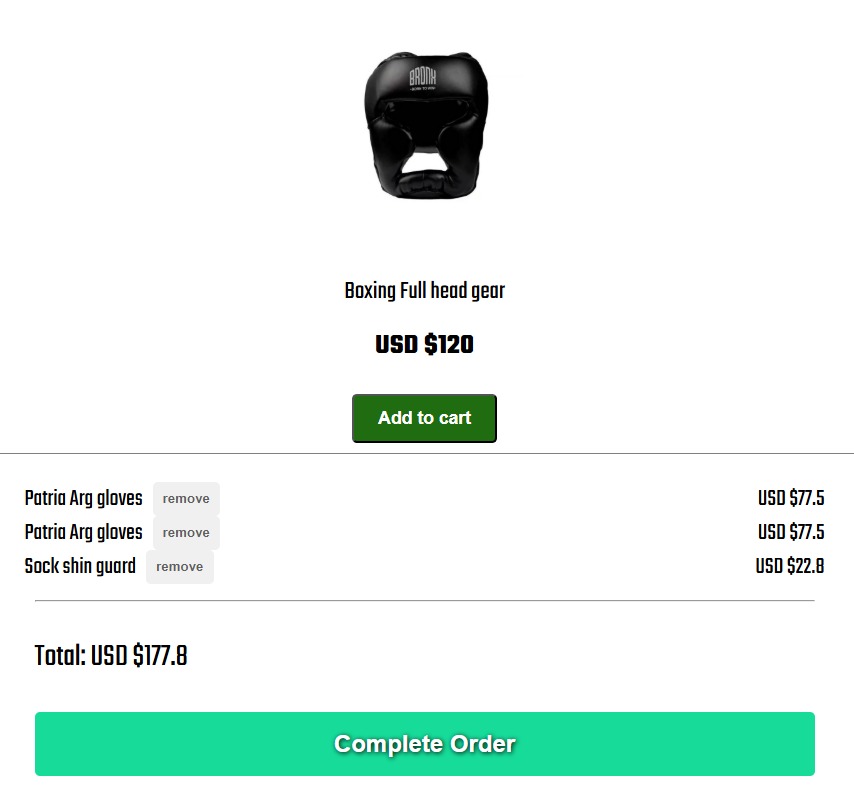 BRONX
BORN TO WIN
Boxing Full head gear
USD $120
Add to cart
Patria Arg gloves remove USD $77.5
Patria Arg gloves remove USD $77.5
Sock shin guard remove USD $22.8
Total: USD $177.8
Complete Order